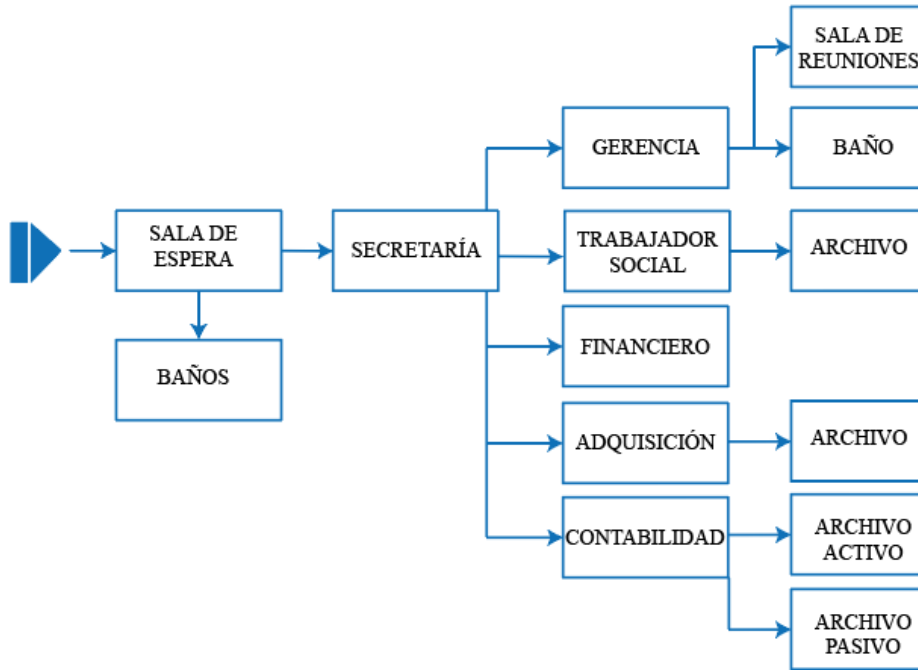 SALA DE
REUNIONES
GERENCIA
BAÑO
SALA DE
ESPERA
SECRETARÍA
TRABAJADOR
SOCIAL
ARCHIVO
BAÑOS
FINANCIERO
ADQUISICIÓN
ARCHIVO
CONTABILIDAD
ARCHIVO
ACTIVO
ARCHIVO
PASIVO